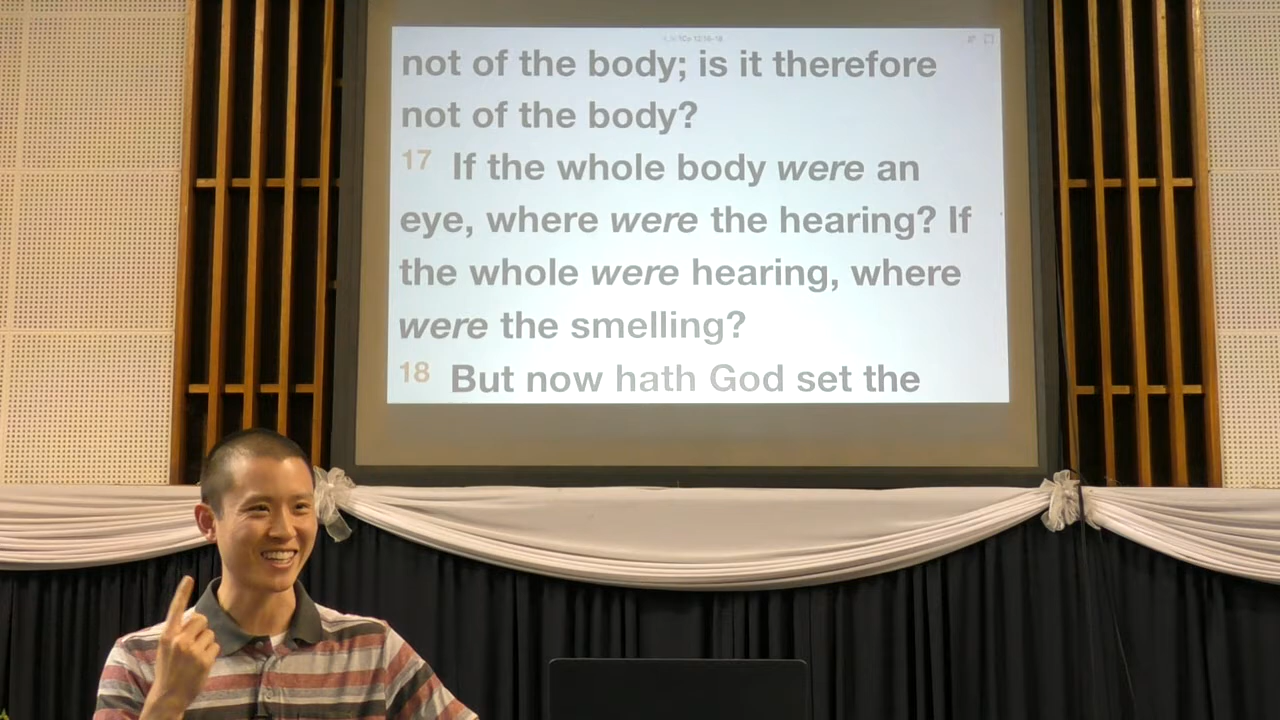 not of the body; is it therefore
not of the body?
17 If the whole body were an
eye, where were the hearing? If
the whole were hearing, where
were the smelling?
18 But now hath God set the